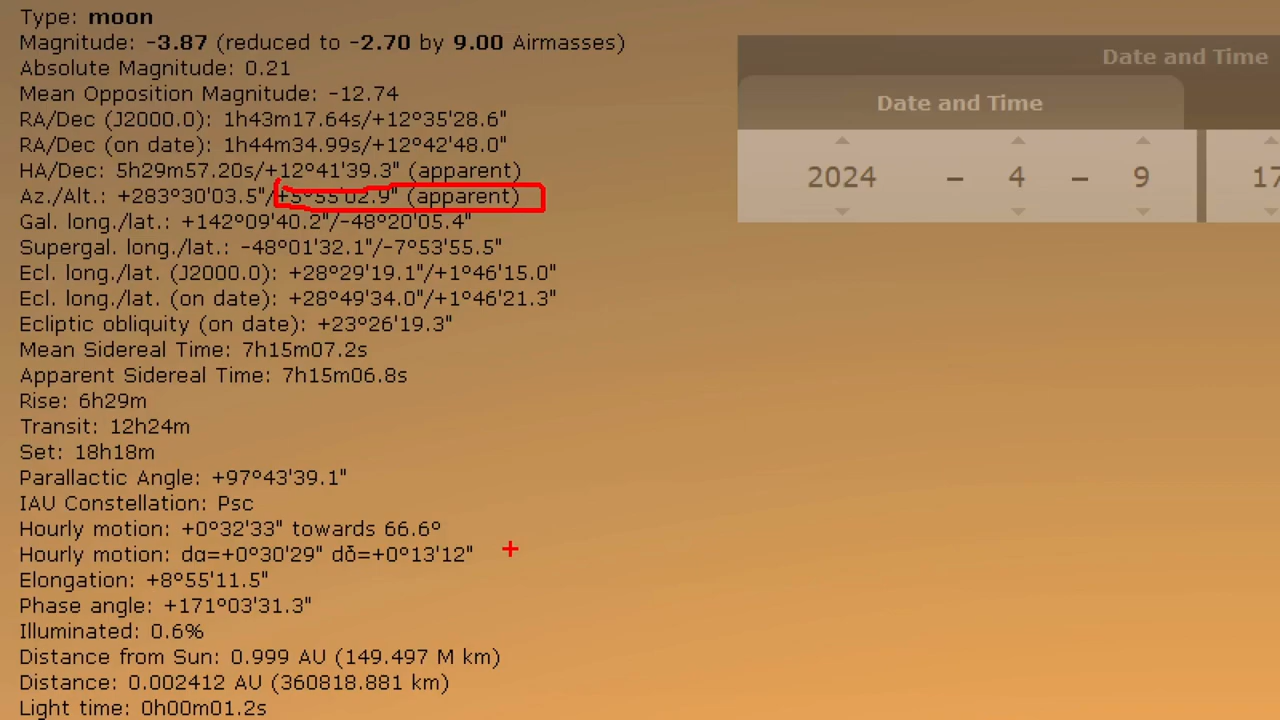 Type: moon
Magnitude: -3.87 (reduced to -2.70 by 9.00 Airmasses)
Absolute Magnitude: 0.21
Mean Opposition Magnitude: -12.74
RA/Dec (J2000.0): 1h43m17.64s/+12°35'28.6"
RA/Dec (on date): 1h44m34.99s/+12°42'48.0"
HA/Dec: 5h29m57.20s/+12°41'39.3" (apparent)
Az./Alt.: +283°30'03.5"/+5°55'02.9" (apparent)
Gal. long./lat.: +142°09'40.2"/-48°20'05.4"
Supergal. long./lat.: -48°01'32.1"/-7°53'55.5"
Ecl. long./lat. (J2000.0): +28°29'19.1"/+1°46'15.0"
Ecl. long./lat. (on date): +28°49'34.0"/+1°46'21.3"
Ecliptic obliquity (on date): +23°26'19.3"
Mean Sidereal Time: 7h15m07.2s
Apparent Sidereal Time: 7h15m06.8s
Rise: 6h29m
Transit: 12h24m
Set: 18h18m
Parallactic Angle: +97°43'39.1"
IAU Constellation: Psc
Hourly motion: +0°32'33" towards 66.6°
Hourly motion: dα=+0°30'29" dδ=+0°13'12"
Elongation: +8°55'11.5"
Phase angle: +171°03'31.3"
Illuminated: 0.6%
Distance from Sun: 0.999 AU (149.497 M km)
Distance: 0.002412 AU (360818.881 km)
Light time: 0h00m01.2s
Date and Time
Date and Time
2024 - 4 - 9 17